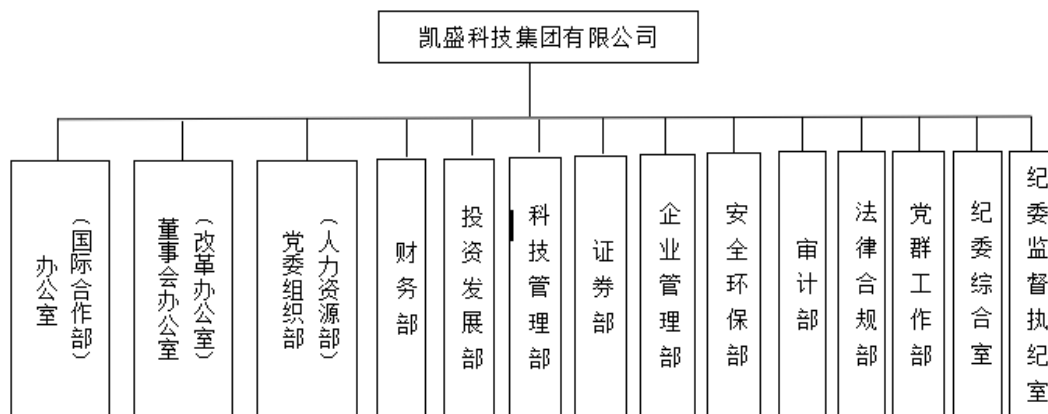 凯盛科技集团有限公司
办公室
（国际合作部）
董事会办公室
（改革办公室）
党委组织部
（人力资源部）
财务部
投资发展部
科技管理部
证券部
企业管理部
安全环保部
审计部
法律合规部
党群工作部
纪委综合室
纪委监督执纪室